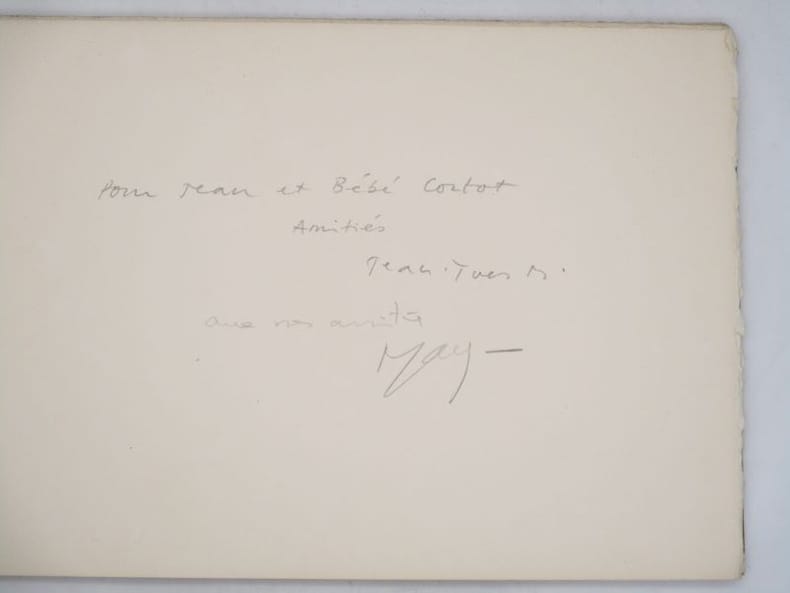 Pour Jean et Bébé Cortot
Amitiés
Jean-Yves M.
avec nos amitiés